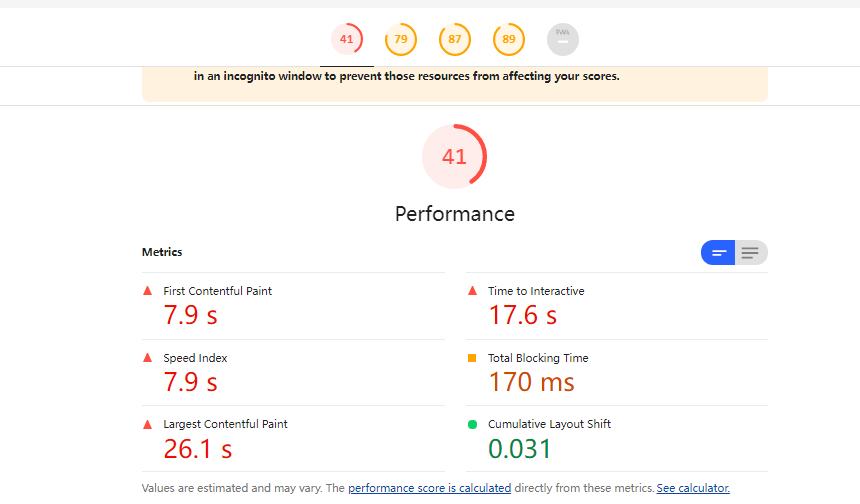 41
79
87
89
PWA
in an incognito window to prevent those resources from affecting your scores.
41
Performance
Metrics
First Contentful Paint
7.9 s
Time to Interactive
17.6 s
Speed Index
7.9 s
Total Blocking Time
170 ms
Largest Contentful Paint
26.1 s
Cumulative Layout Shift
0.031
Values are estimated and may vary. The performance score is calculated directly from these metrics. See calculator.